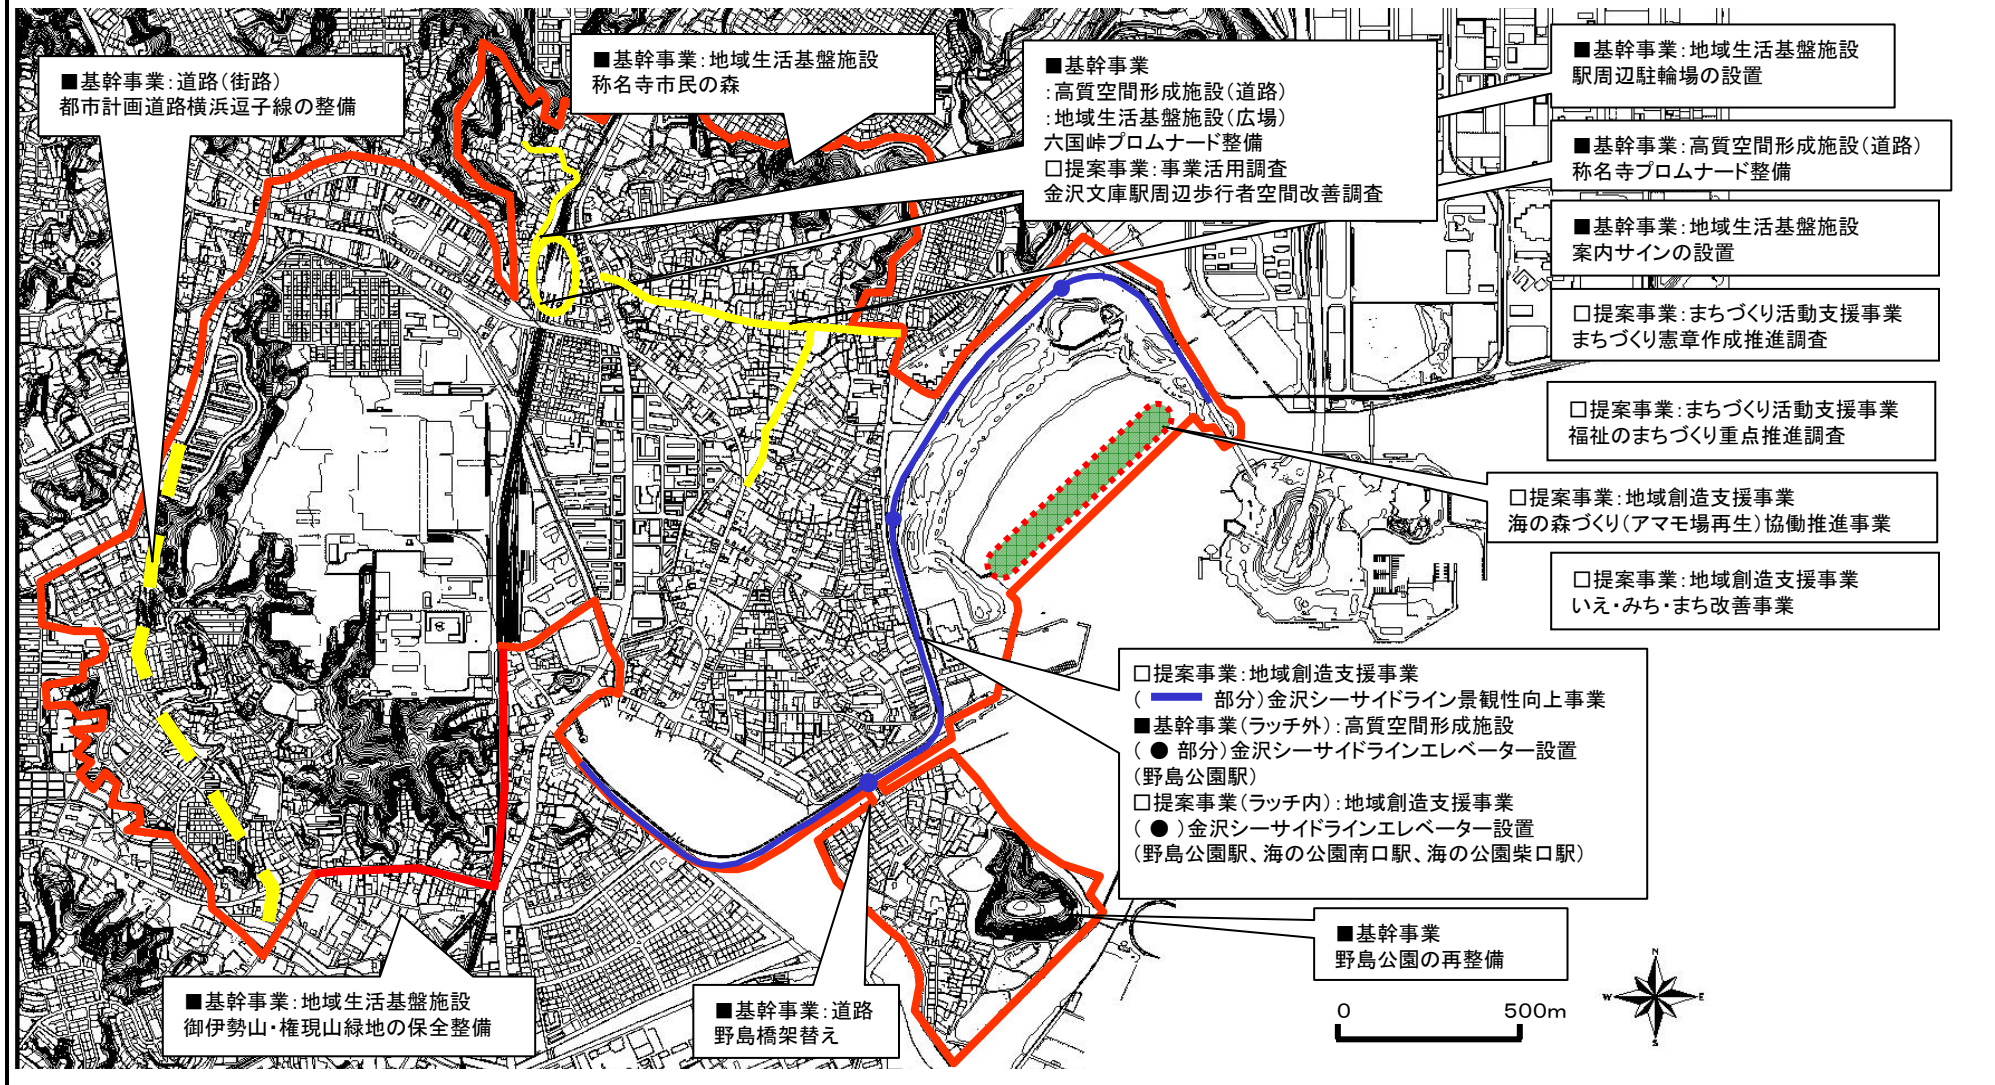 ■基幹事業：道路（街路）
都市計画道路横浜逗子線の整備
■基幹事業：地域生活基盤施設
称名寺市民の森
■基幹事業
：高質空間形成施設（道路）
：地域生活基盤施設（広場）
六国峠プロムナード整備
□提案事業：事業活用調査
金沢文庫駅周辺歩行者空間改善調査
■基幹事業：地域生活基盤施設
駅周辺駐輪場の設置
■基幹事業：高質空間形成施設（道路）
称名寺プロムナード整備
■基幹事業：地域生活基盤施設
案内サインの設置
□提案事業：まちづくり活動支援事業
まちづくり憲章作成推進調査
□提案事業：まちづくり活動支援事業
福祉のまちづくり重点推進調査
□提案事業：地域創造支援事業
海の森づくり（アマモ場再生）協働推進事業
□提案事業：地域創造支援事業
いえ・みち・まち改善事業
□提案事業：地域創造支援事業
（ 部分）金沢シーサイドライン景観性向上事業
■基幹事業（ラッチ外）：高質空間形成施設
（ ● 部分）金沢シーサイドラインエレベーター設置
（野島公園駅）
□提案事業（ラッチ内）：地域創造支援事業
（ ● ）金沢シーサイドラインエレベーター設置
（野島公園駅、海の公園南口駅、海の公園柴口駅）
■基幹事業
野島公園の再整備
■基幹事業：地域生活基盤施設
御伊勢山・権現山緑地の保全整備
■基幹事業：道路
野島橋架替え
0 500m
N
W E
S